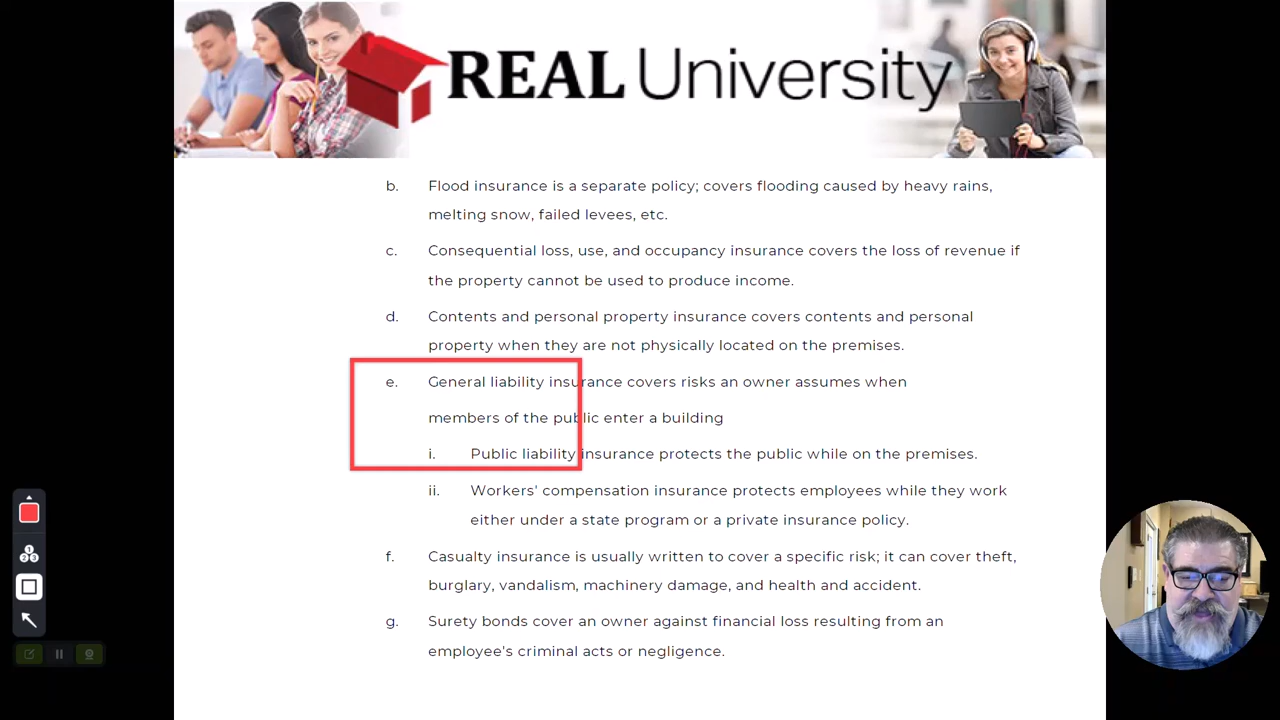 REAL University
b. Flood insurance is a separate policy; covers flooding caused by heavy rains,
melting snow, failed levees, etc.
c. Consequential loss, use, and occupancy insurance covers the loss of revenue if
the property cannot be used to produce income.
d. Contents and personal property insurance covers contents and personal
property when they are not physically located on the premises.
e. General liability insurance covers risks an owner assumes when
members of the public enter a building
i. Public liability insurance protects the public while on the premises.
ii. Workers' compensation insurance protects employees while they work
either under a state program or a private insurance policy.
f. Casualty insurance is usually written to cover a specific risk; it can cover theft,
burglary, vandalism, machinery damage, and health and accident.
g. Surety bonds cover an owner against financial loss resulting from an
employee's criminal acts or negligence.